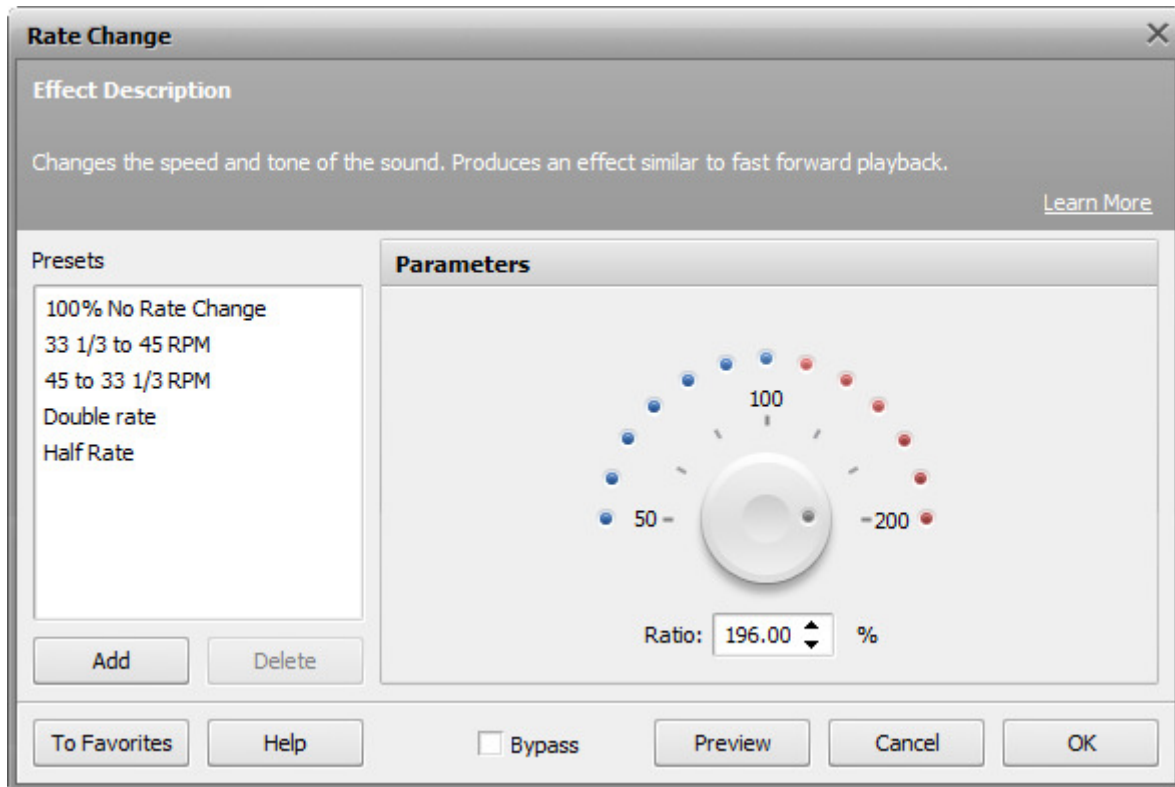 Rate Change
Effect Description
Changes the speed and tone of the sound. Produces an effect similar to fast forward playback.
Learn More
Presets
100% No Rate Change
33 1/3 to 45 RPM
45 to 33 1/3 RPM
Double rate
Half Rate
Add Delete
Parameters
100
50 200
Ratio: 196.00 %
To Favorites Help Bypass Preview Cancel OK